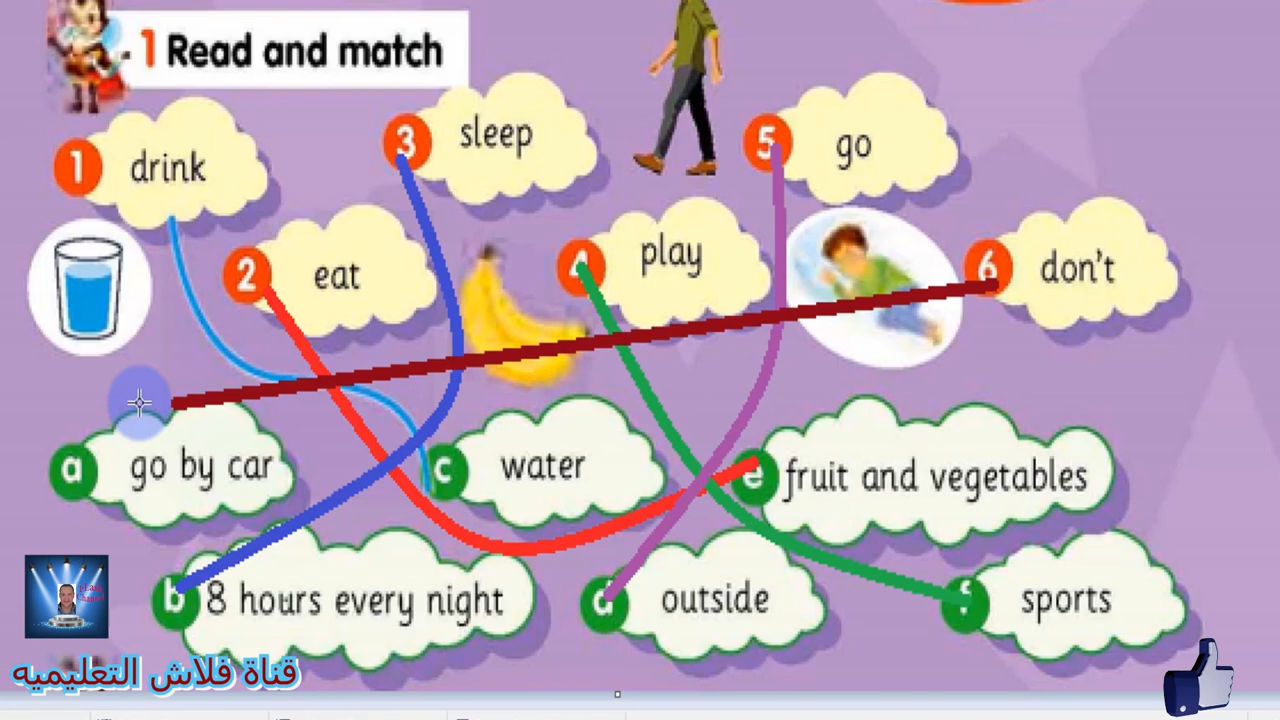 1 Read and match
1 drink
3 sleep
5 go
2 eat
4 play
6 don't
a go by car
c water
e fruit and vegetables
b 8 hours every night
d outside
f sports
قناة فلاش التعليميه